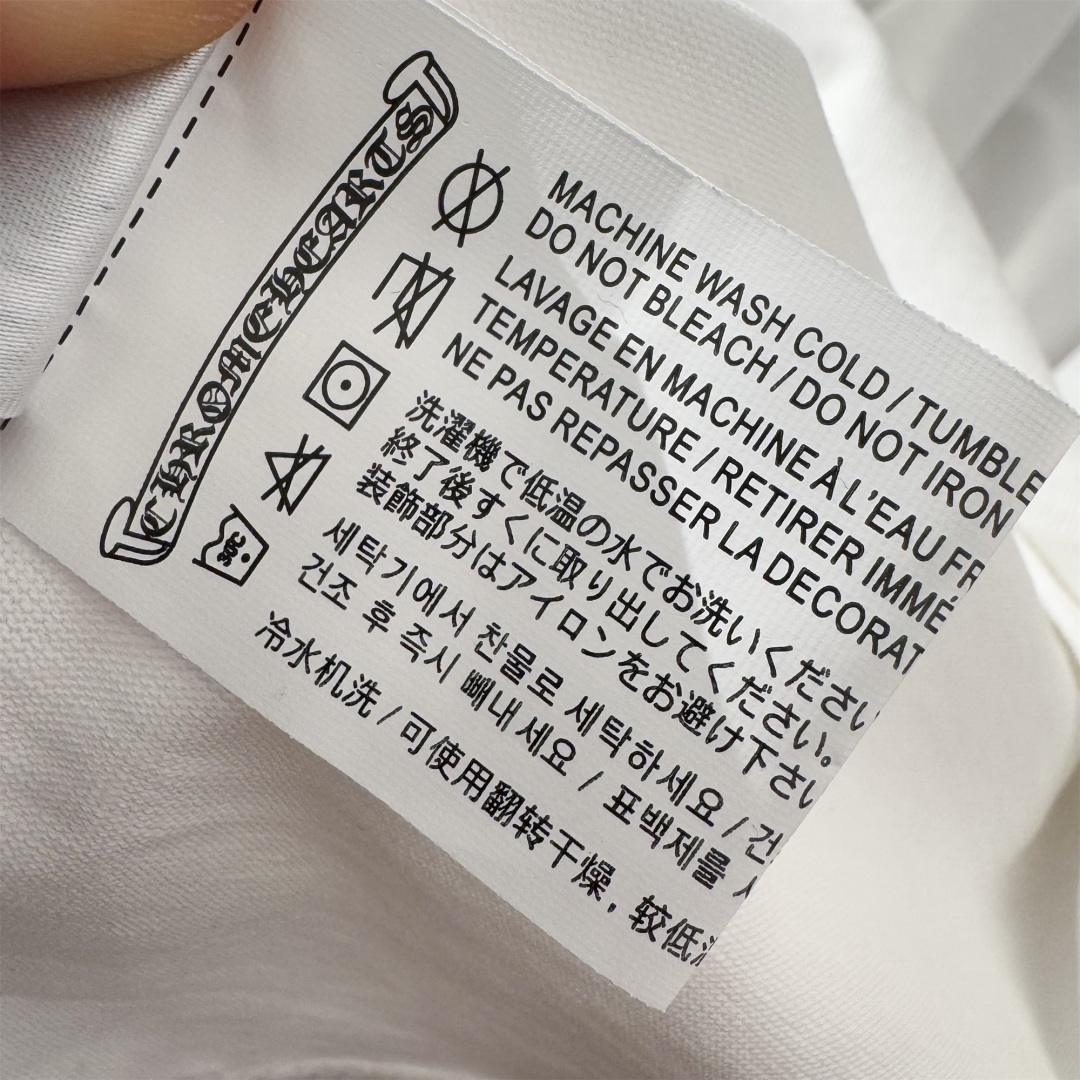 CHROME HEARTS
MACHINE WASH COLD / TUMBLE
DO NOT BLEACH / DO NOT IRON
LAVAGE EN MACHINE À L'EAU FR
TEMPERATURE / RETIRER IMMÉ
NE PAS REPASSER LA DECORAT
洗濯機で低温の水でお洗いください
終了後すぐに取り出してください。
装飾部分はアイロンをお避け下さい
세탁기에서 찬물로 세탁하세요 / 건
건조 후 즉시 빼내세요 / 표백제를
冷水机洗 / 可使用翻转干燥，较低